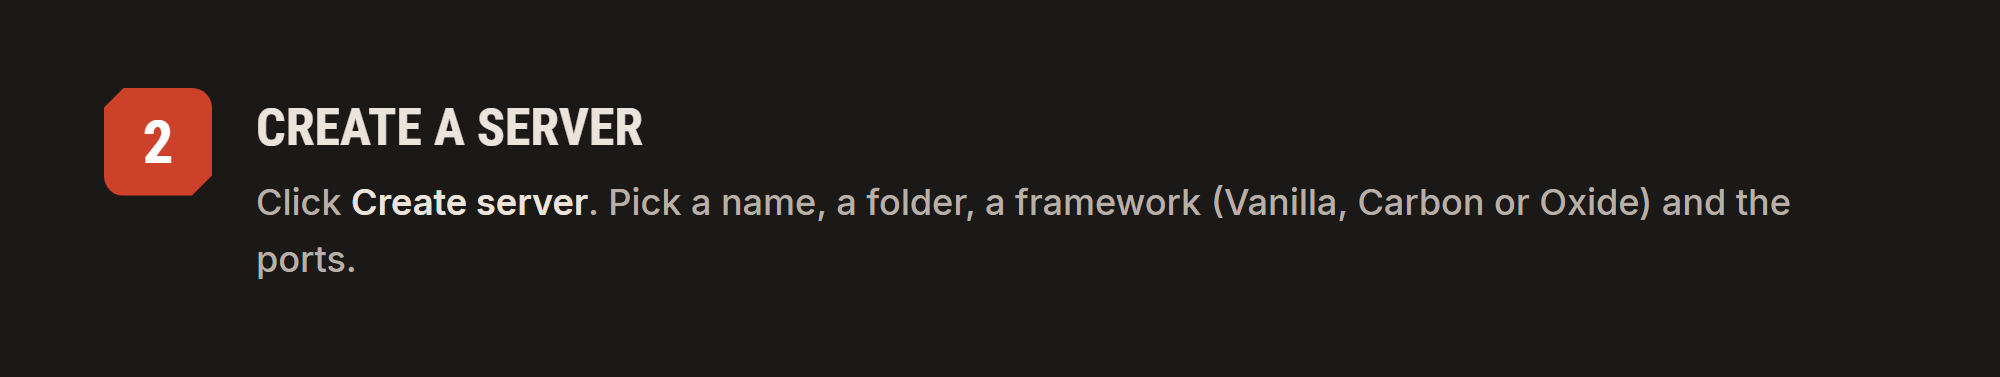 2
CREATE A SERVER
Click Create server. Pick a name, a folder, a framework (Vanilla, Carbon or Oxide) and the
ports.